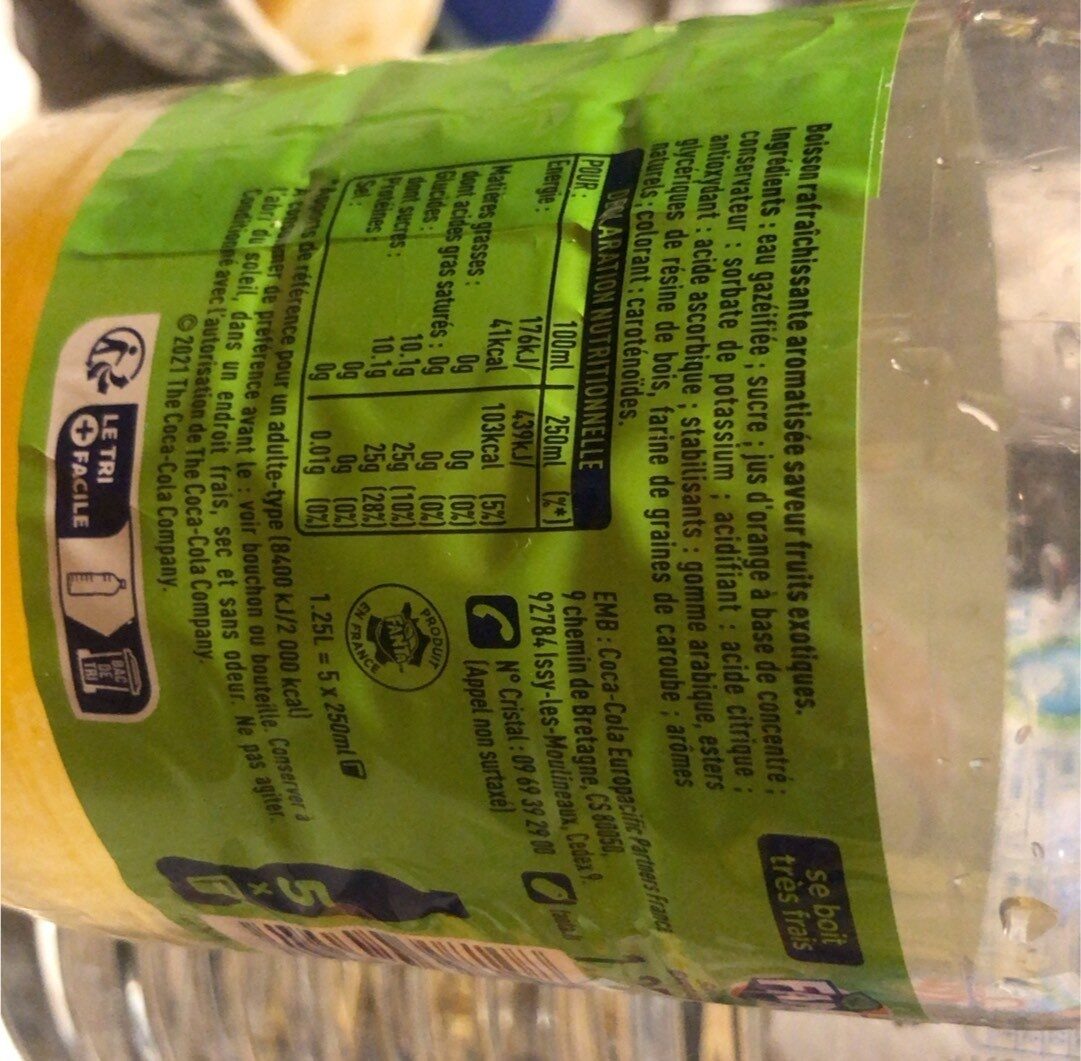 Boisson rafraîchissante aromatisée saveur fruits exotiques.
Ingrédients : eau gazéifiée ; sucre ; jus d'orange à base de concentré ;
conservateur : sorbate de potassium ; acidifiant : acide citrique ;
antioxydant : acide ascorbique ; stabilisants : gomme arabique, esters
glycériques de résine de bois, farine de graines de caroube ; arômes
naturels ; colorant : caroténoïdes.
DÉCLARATION NUTRITIONNELLE
POUR : 100ml 250ml (%*)
Énergie : 176kJ/ 439kJ/
41kcal 103kcal (5%)
Matières grasses : 0g 0g (0%)
dont acides gras saturés : 0g 0g (0%)
Glucides : 10,1g 25g (10%)
dont sucres : 10,1g 25g (28%)
Protéines : 0g 0g (0%)
Sel : 0g 0,01g (0%)
de référence pour un adulte-type (8400 kJ/2 000 kcal)
de préférence avant le : voir bouchon ou bouteille. Conserver à
l'abri du soleil, dans un endroit frais, sec et sans odeur. Ne pas agiter.
Conditionné avec l'autorisation de The Coca-Cola Company.
© 2021 The Coca-Cola Company.
LE TRI
+ FACILE
BAC
DE
TRI
EMB : Coca-Cola Europacific Partners France
9 chemin de Bretagne, CS 80050,
92784 Issy-les-Moulineaux, Cedex 9.
N° Cristal : 09 69 39 29 00
(Appel non surtaxé)
PRODUIT
FANTA
EN FRANCE
1.25L = 5 x 250ml
5
x
se boit
très frais